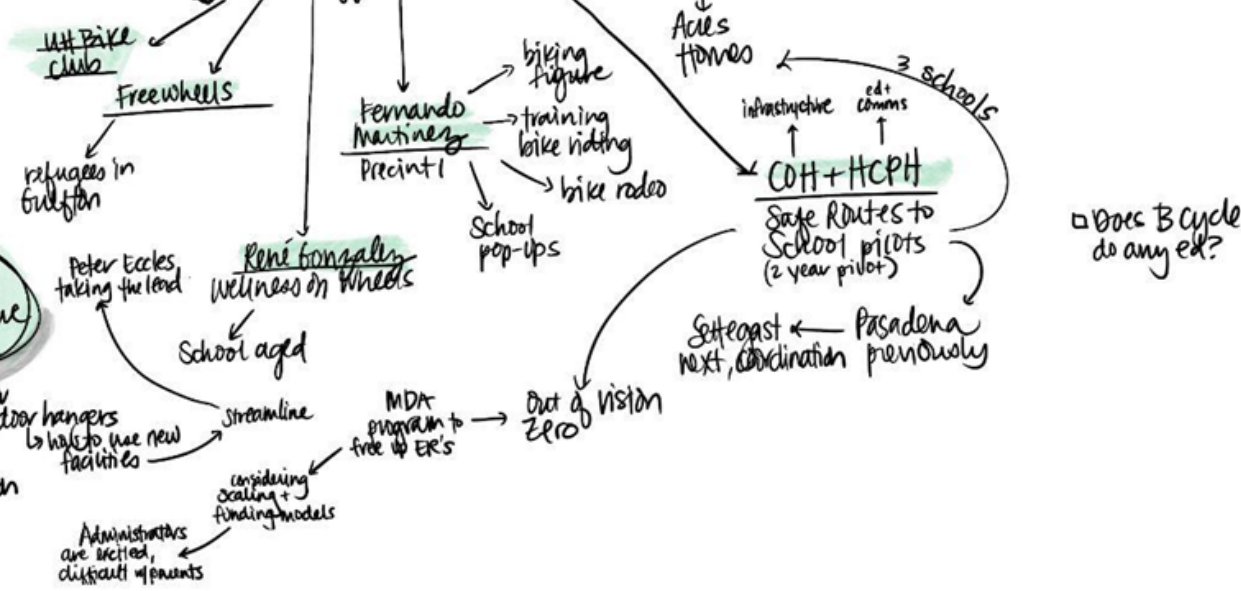 UH Bike
club
Freewheels
refugees in
Gulfton
Fernando
Martinez
Precint 1
biking
figure
training
bike riding
bike rodeo
School
pop-ups
René Gonzalez
Wellness on Wheels
School aged
Acres
Homes
3 schools
infrastructure
ed+
comms
COH + HCPH
Safe Routes to
School pilots
(2 year pilot)
Pasadena
previously
Settegast
next, coordination
Does B cycle
do any ed?
Peter Eccles
taking the lead
streamline
door hangers
how to use new
facilities
MDA
program to
free up ER's
out of vision
zero
considering
scaling +
funding models
Administrators
are excited,
difficult w/ parents